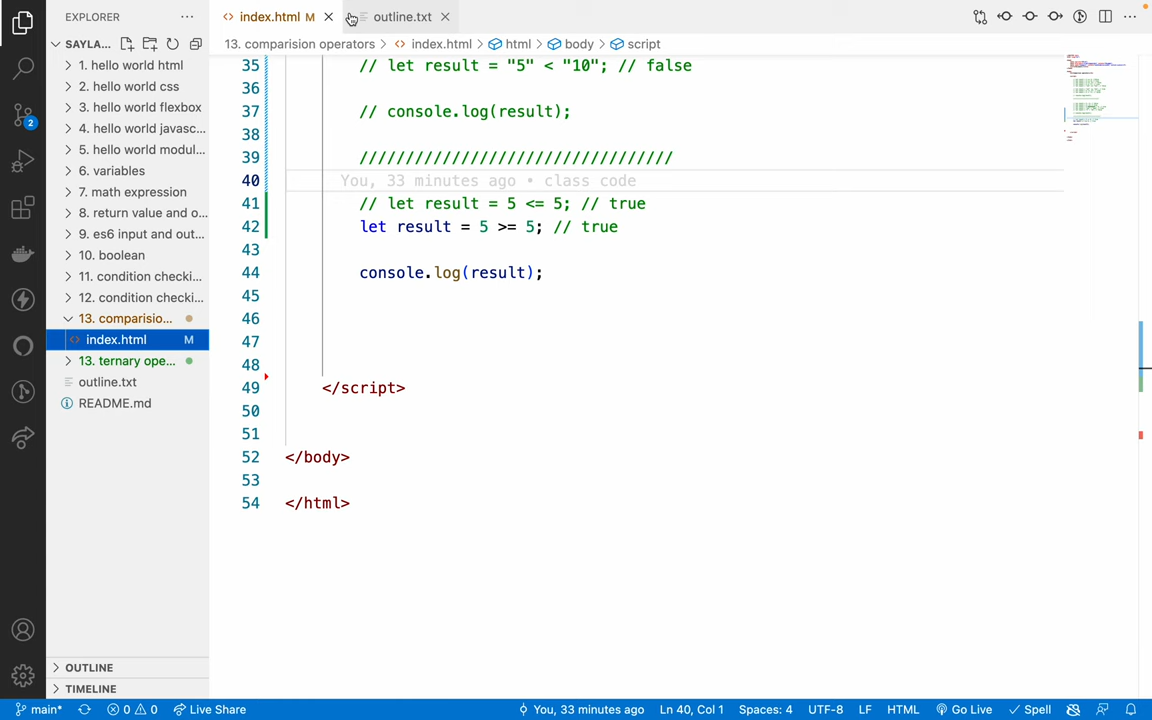 EXPLORER
index.html M
outline.txt
SAYLA...
13. comparision operators > index.html > html > body > script
1. hello world html
2. hello world css
3. hello world flexbox
4. hello world javasc...
5. hello world modul...
6. variables
7. math expression
8. return value and o...
9. es6 input and out...
10. boolean
11. condition checki...
12. condition checki...
13. comparisio...
index.html M
13. ternary ope...
outline.txt
README.md
2
35 // let result = "5" < "10"; // false
36
37 // console.log(result);
38
39 //////////////////////////////////
40 You, 33 minutes ago • class code
41 // let result = 5 <= 5; // true
42 let result = 5 >= 5; // true
43
44 console.log(result);
45
46
47
48
49 </script>
50
51
52 </body>
53
54 </html>
OUTLINE
TIMELINE
main* 0 0 Live Share You, 33 minutes ago Ln 40, Col 1 Spaces: 4 UTF-8 LF HTML Go Live Spell